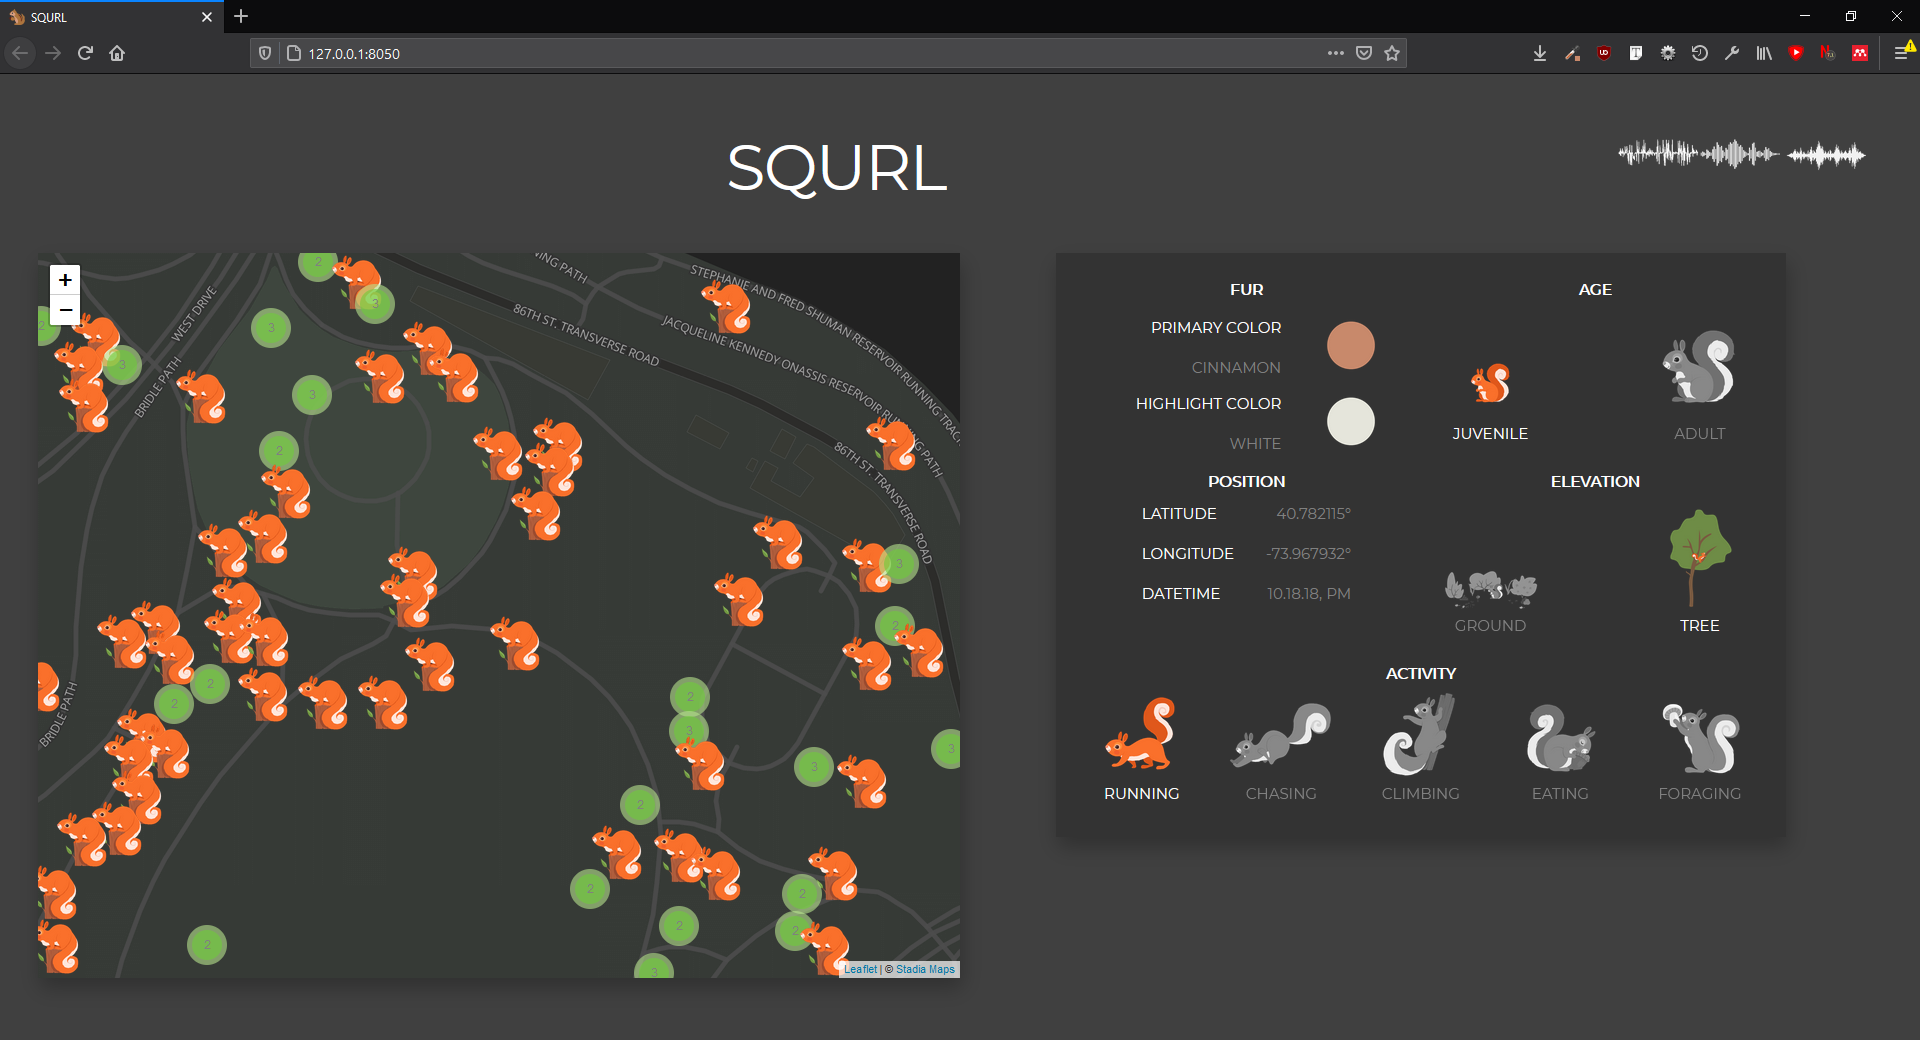 SQURL
127.0.0.1:8050
SQURL
+
−
2
3
2
3
3
3
2
3
2
2
2
2
3
3
3
2
2
2
2
2
2
3
WEST DRIVE
BRIDLE PATH
BRIDLE PATH
86TH ST. TRANSVERSE ROAD
STEPHANIE AND FRED SHUMAN RESERVOIR RUNNING TRACK
JACQUELINE KENNEDY ONASSIS RESERVOIR RUNNING PATH
86TH ST. TRANSVERSE ROAD
Leaflet | © Stadia Maps
FUR
PRIMARY COLOR
CINNAMON
HIGHLIGHT COLOR
WHITE
AGE
JUVENILE
ADULT
POSITION
LATITUDE 40.782115°
LONGITUDE -73.967932°
DATETIME 10.18.18, PM
ELEVATION
GROUND
TREE
ACTIVITY
RUNNING
CHASING
CLIMBING
EATING
FORAGING